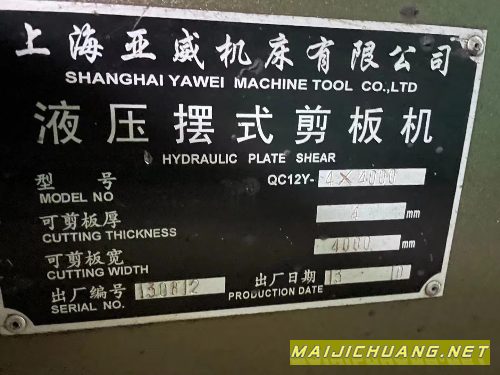 上海亚威机床有限公司
SHANGHAI YAWEI MACHINE TOOL CO.,LTD
液压摆式剪板机
HYDRAULIC PLATE SHEAR
型号 QC12Y-4×4000
MODEL NO
可剪板厚 4 mm
CUTTING THICKNESS
可剪板宽 4000 mm
CUTTING WIDTH
出厂编号 出厂日期 13
SERIAL NO. PRODUCTION DATE
MAIJICHUANG.NET